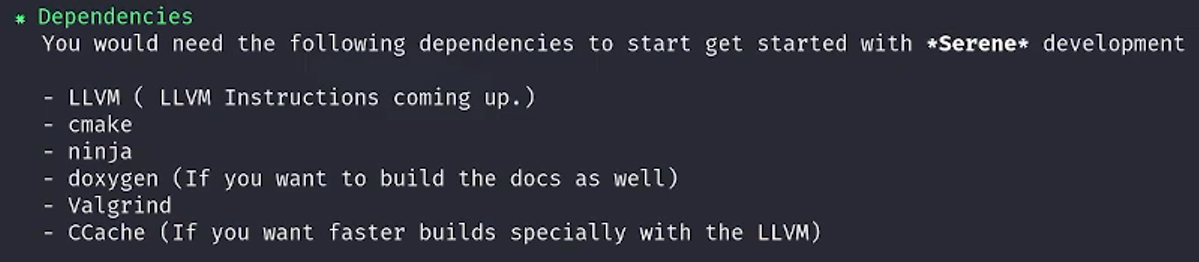 * Dependencies
You would need the following dependencies to start get started with *Serene* development
- LLVM ( LLVM Instructions coming up.)
- cmake
- ninja
- doxygen (If you want to build the docs as well)
- Valgrind
- CCache (If you want faster builds specially with the LLVM)